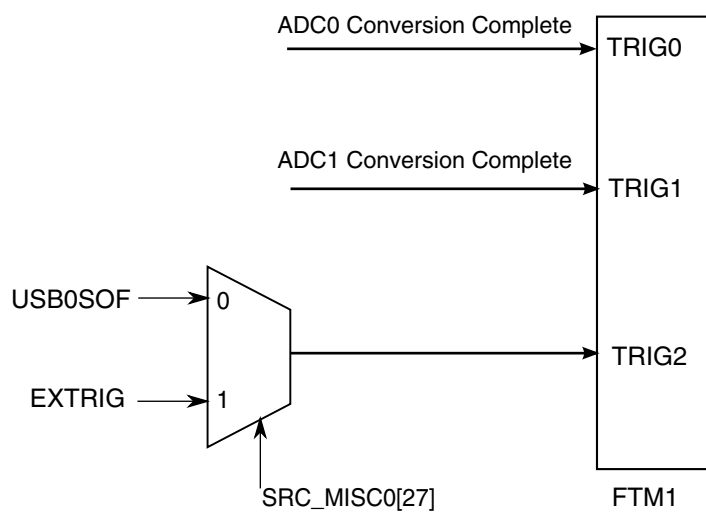 ADC0 Conversion Complete
TRIG0
ADC1 Conversion Complete
TRIG1
USB0SOF
0
TRIG2
EXTRIG
1
SRC_MISC0[27]
FTM1